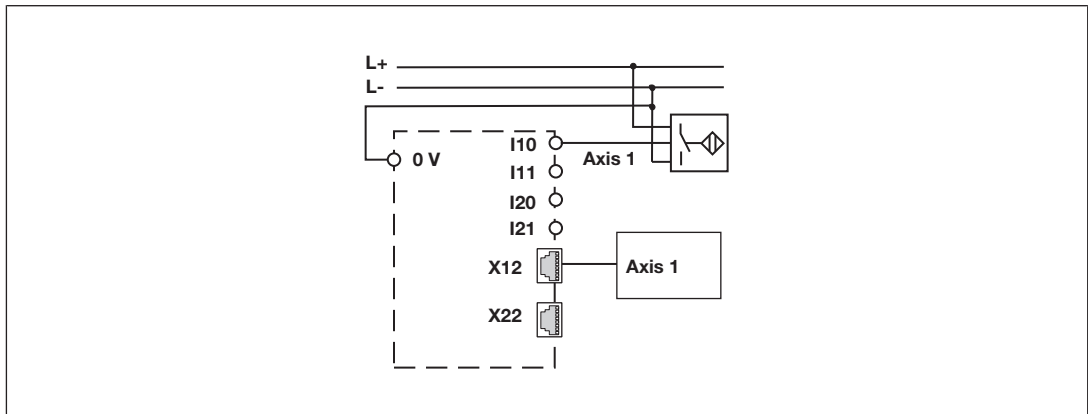 L+
L-
0 V
I10
Axis 1
I11
I20
I21
X12
Axis 1
X22